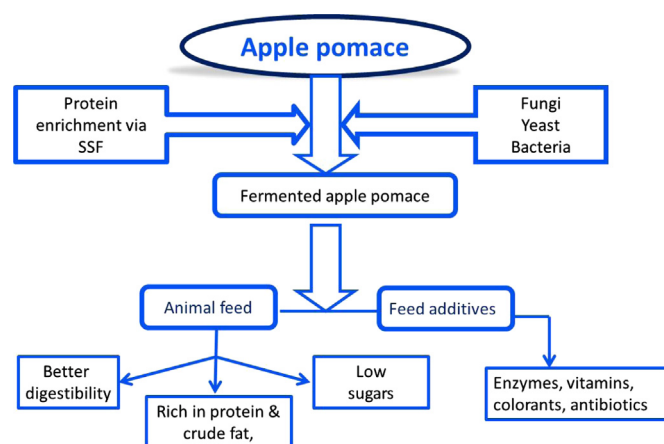 Apple pomace
Protein
enrichment via
SSF
Fungi
Yeast
Bacteria
Fermented apple pomace
Animal feed
Feed additives
Better
digestibility
Rich in protein &
crude fat,
Low
sugars
Enzymes, vitamins,
colorants, antibiotics